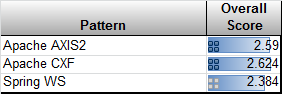 Pattern Overall Score
Apache AXIS2 2.59
Apache CXF 2.624
Spring WS 2.384